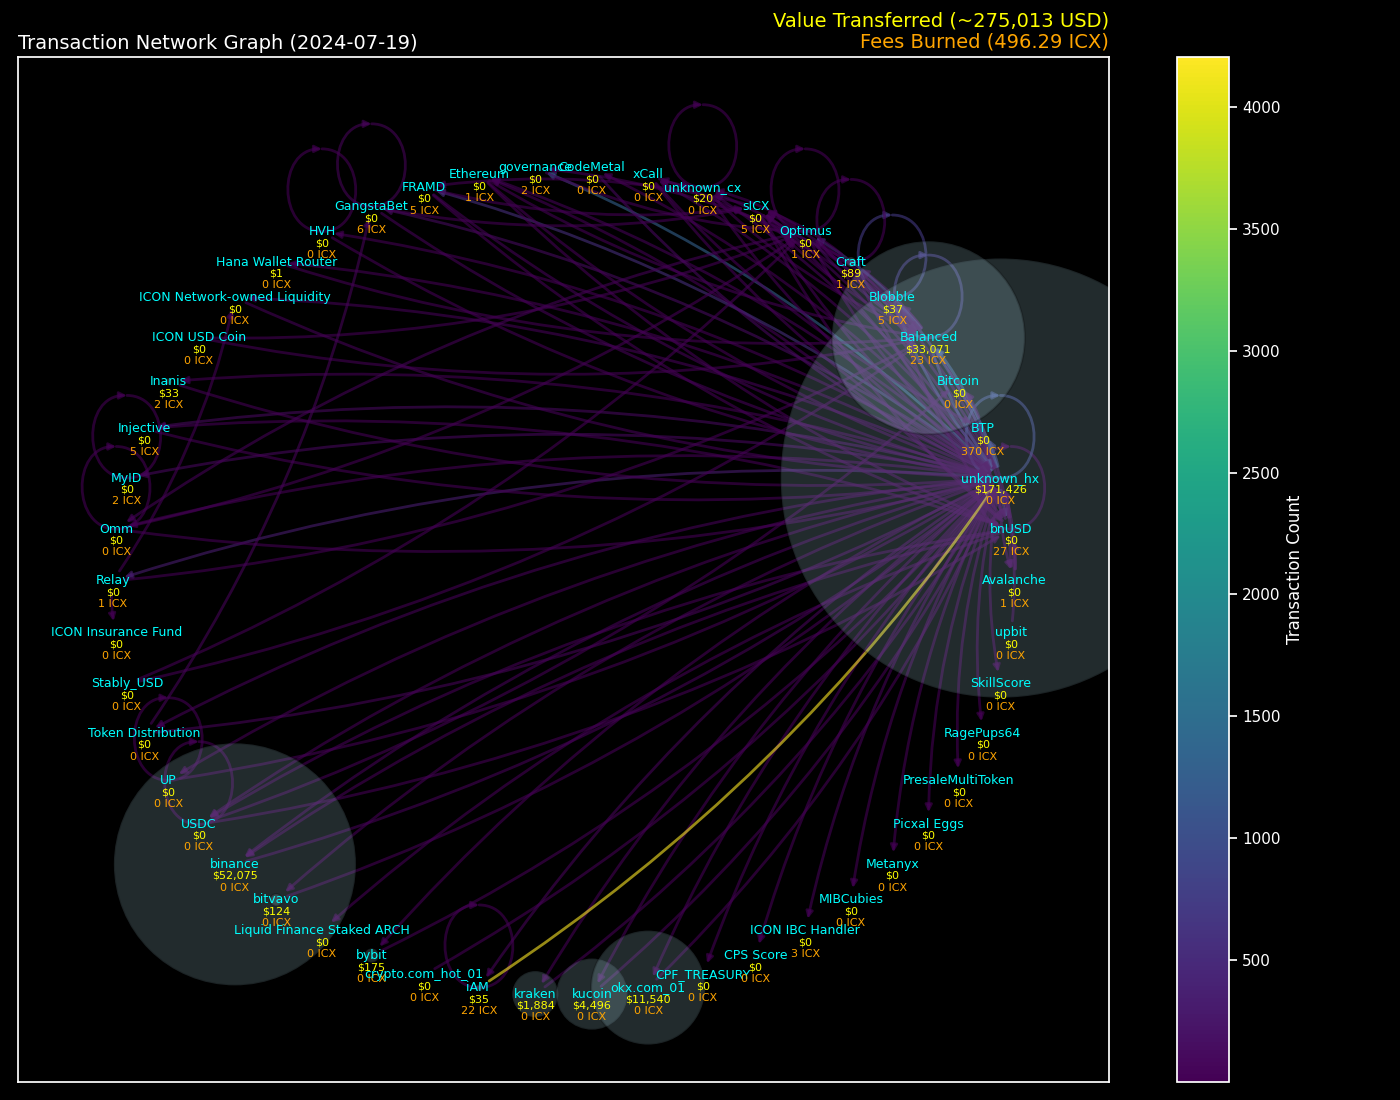 Value Transferred (~275,013 USD)
Transaction Network Graph (2024-07-19)
Fees Burned (496.29 ICX)
governance
$0
2 ICX
CodeMetal
$0
0 ICX
Ethereum
$0
1 ICX
xCall
$0
0 ICX
FRAMD
$0
5 ICX
unknown_cx
$20
0 ICX
GangstaBet
$0
6 ICX
sICX
$0
5 ICX
HVH
$0
0 ICX
Optimus
$0
1 ICX
Hana Wallet Router
$1
0 ICX
Craft
$89
1 ICX
ICON Network-owned Liquidity
$0
0 ICX
Blobble
$37
5 ICX
ICON USD Coin
$0
0 ICX
Balanced
$33,071
23 ICX
Inanis
$33
2 ICX
Bitcoin
$0
0 ICX
Injective
$0
5 ICX
BTP
$0
370 ICX
MyID
$0
2 ICX
unknown_hx
$171,426
0 ICX
Omm
$0
0 ICX
bnUSD
$0
27 ICX
Relay
$0
1 ICX
Avalanche
$0
1 ICX
ICON Insurance Fund
$0
0 ICX
upbit
$0
0 ICX
Stably_USD
$0
0 ICX
SkillScore
$0
0 ICX
Token Distribution
$0
0 ICX
RagePups64
$0
0 ICX
UP
$0
0 ICX
PresaleMultiToken
$0
0 ICX
USDC
$0
0 ICX
Picxal Eggs
$0
0 ICX
binance
$52,075
0 ICX
Metanyx
$0
0 ICX
bitvavo
$124
0 ICX
MIBCubies
$0
0 ICX
Liquid Finance Staked ARCH
$0
0 ICX
ICON IBC Handler
$0
3 ICX
bybit
$175
0 ICX
CPS Score
$0
0 ICX
crypto.com_hot_01
$0
0 ICX
CPF_TREASURY
$0
0 ICX
iAM
$35
22 ICX
kraken
$1,884
0 ICX
kucoin
$4,496
0 ICX
okx.com_01
$11,540
0 ICX
4000
3500
3000
2500
2000
1500
1000
500
Transaction Count